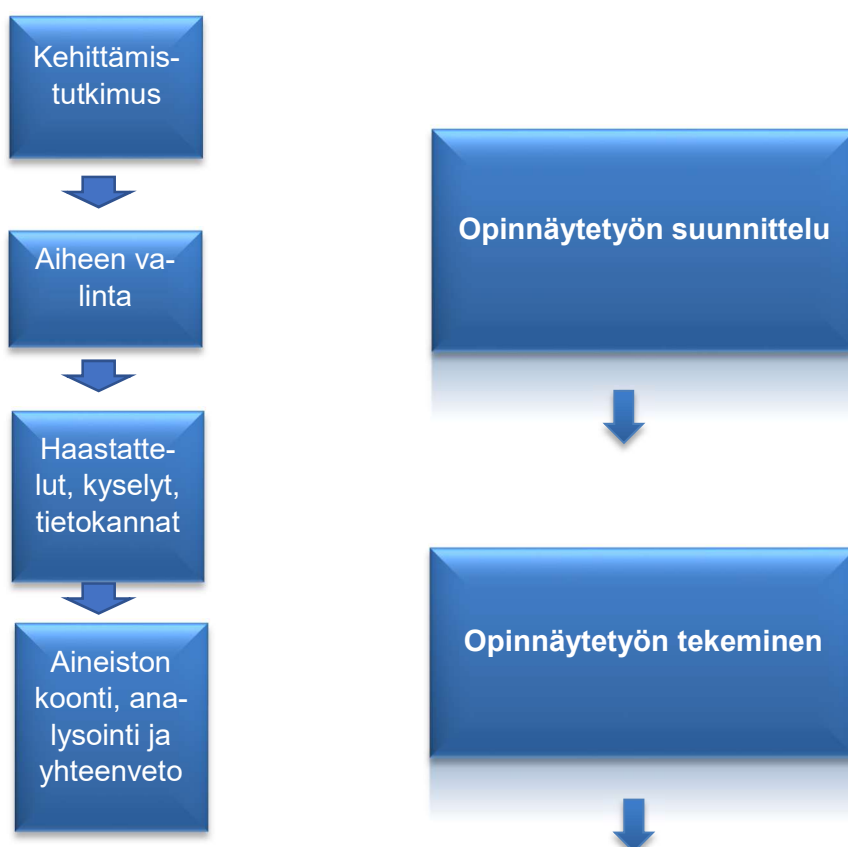 Kehittämis-
tutkimus
Aiheen va-
linta
Haastatte-
lut, kyselyt,
tietokannat
Aineiston
koonti, ana-
lysointi ja
yhteenveto
Opinnäytetyön suunnittelu
Opinnäytetyön tekeminen